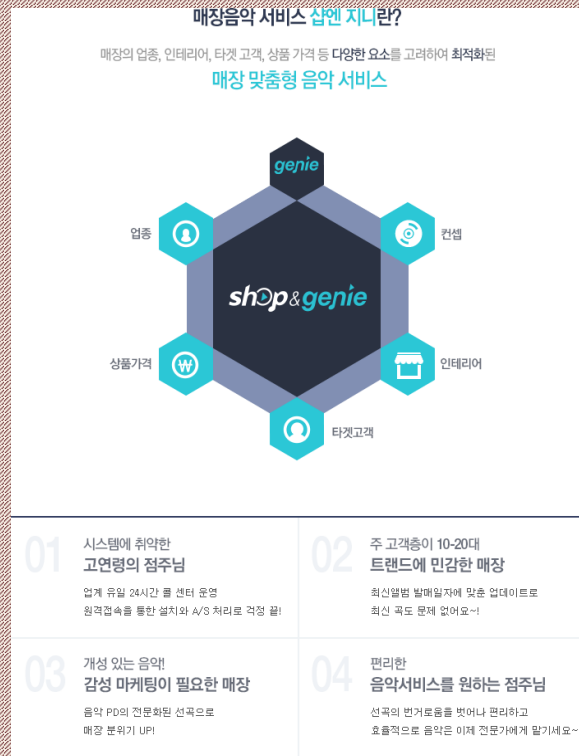 매장음악 서비스 샵엔 지니란?
매장의 업종, 인테리어, 타겟 고객, 상품 가격 등 다양한 요소를 고려하여 최적화된
매장 맞춤형 음악 서비스
genie
업종
컨셉
shop&genie
상품가격
인테리어
타겟고객
01
시스템에 취약한
고연령의 점주님
업계 유일 24시간 콜 센터 운영
원격접속을 통한 설치와 A/S 처리로 걱정 끝!
02
주 고객층이 10-20대
트랜드에 민감한 매장
최신앨범 발매일자에 맞춘 업데이트로
최신 곡도 문제 없어요~!
03
개성 있는 음악!
감성 마케팅이 필요한 매장
음악 PD의 전문화된 선곡으로
매장 분위기 UP!
04
편리한
음악서비스를 원하는 점주님
선곡의 번거로움을 벗어나 편리하고
효율적으로 음악은 이제 전문가에게 맡기세요~